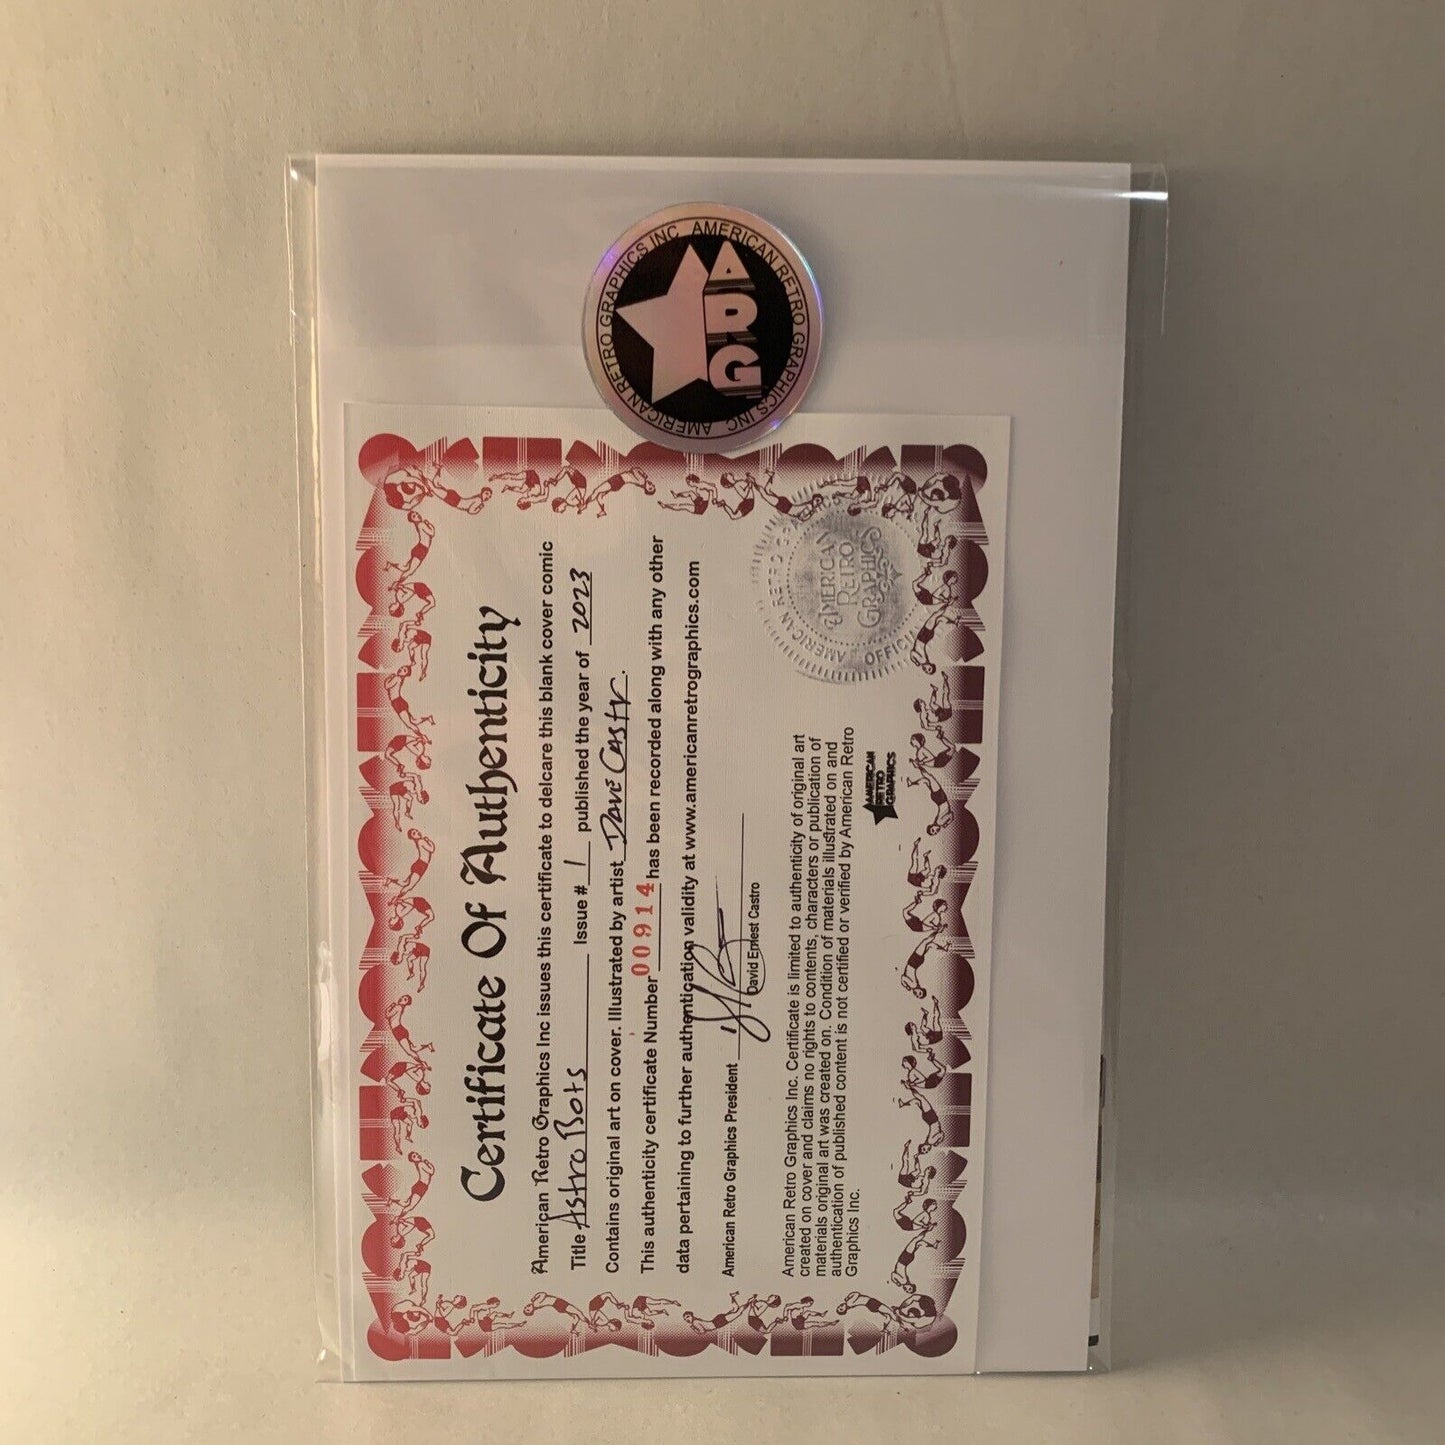 AMERICAN RETRO GRAPHICS INC
AMERICAN RETRO GRAPHICS INC
ARG
Certificate Of Authenticity
American Retro Graphics Inc issues this certificate to delcare this blank cover comic
Title Astro Bots Issue # 1 published the year of 2023
Contains original art on cover. Illustrated by artist Dave Castr.
This authenticity certificate Number 00914 has been recorded along with any other
data pertaining to further authentication validity at www.americanretrographics.com
American Retro Graphics President
David Ernest Castro
American Retro Graphics Inc. Certificate is limited to authenticity of original art
created on cover and claims no rights to contents, characters or publication of
materials original art was created on. Condition of materials illustrated on and
authentication of published content is not certified or verified by American Retro
Graphics Inc.
AMERICAN
RETRO
GRAPHICS
AMERICAN
RETRO
GRAPHICS